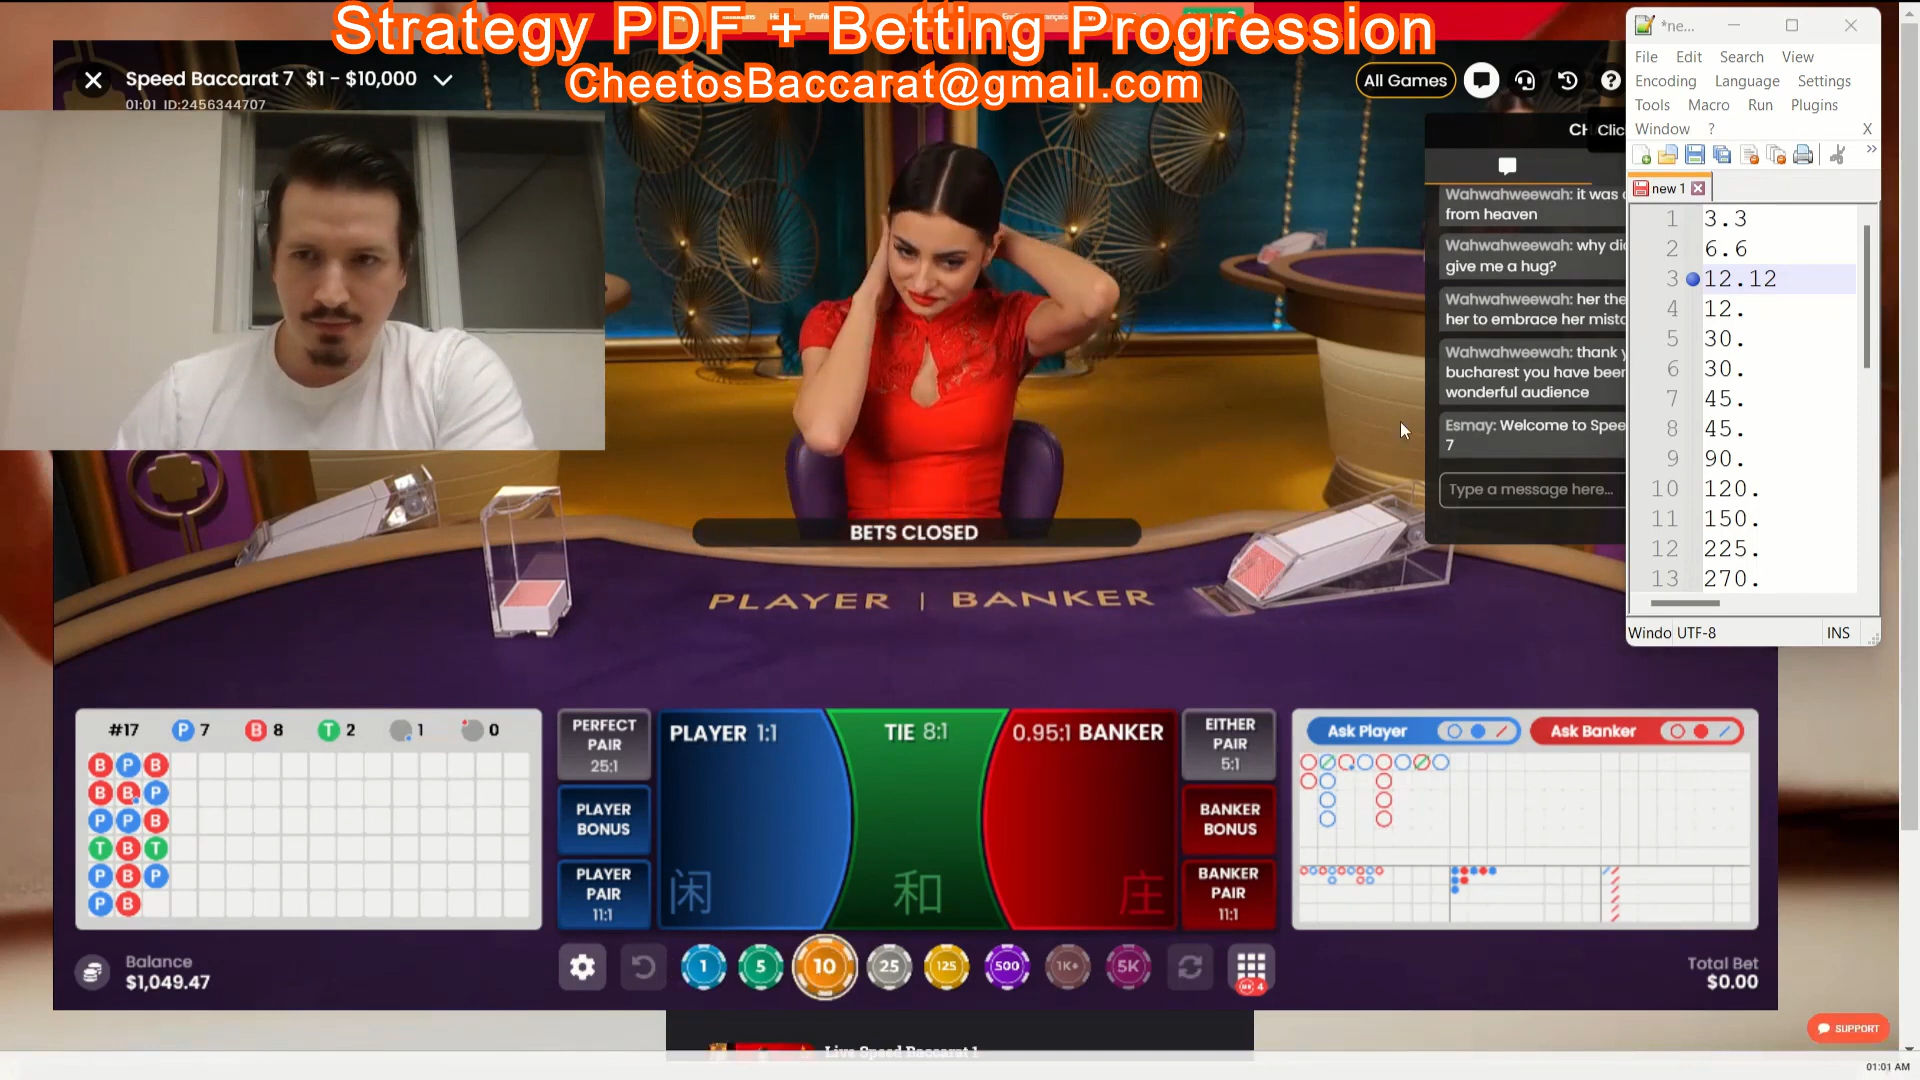 Strategy PDF + Betting Progression
CheetosBaccarat@gmail.com
Speed Baccarat 7 $1 - $10,000
01:01 ID:2456344707
All Games
Wahwahweewah: it was
from heaven
Wahwahweewah: why
give me a hug?
Wahwahweewah: her
her to embrace her
Wahwahweewah: thank
bucharest you have been
wonderful audience
Esmay: Welcome to
7
Type a message here...
*ne...
File Edit Search View
Encoding Language Settings
Tools Macro Run Plugins
Window ? X
new 1
1 3.3
2 6.6
3 12.12
4 12.
5 30.
6 30.
7 45.
8 45.
9 90.
10 120.
11 150.
12 225.
13 270.
UTF-8 INS
BETS CLOSED
PLAYER | BANKER
#17 P 7 B 8 T 2 1 0
B P B
B B P
P P B
T B T
P B P
P B
PERFECT
PAIR
25:1
PLAYER
BONUS
PLAYER
PAIR
11:1
PLAYER 1:1
闲
TIE 8:1
和
0.95:1 BANKER
庄
EITHER
PAIR
5:1
BANKER
BONUS
BANKER
PAIR
11:1
Ask Player
Ask Banker
Balance
$1,049.47
1 5 10 25 125 500 1K+ 5K
4
Total Bet
$0.00
SUPPORT
Live Speed Baccarat 1
01:01 AM